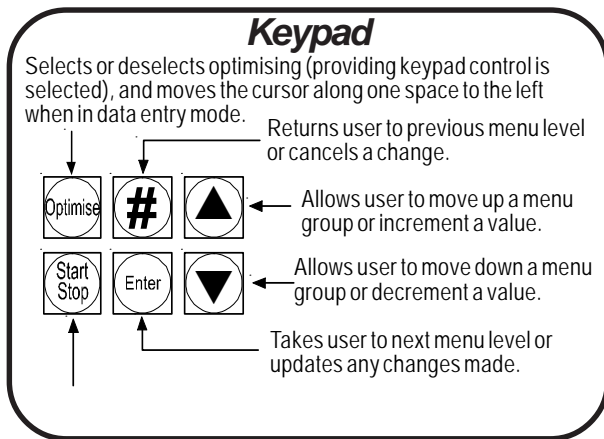 Keypad
Selects or deselects optimising (providing keypad control is
selected), and moves the cursor along one space to the left
when in data entry mode.
Returns user to previous menu level
or cancels a change.
Optimise
#
Allows user to move up a menu
group or increment a value.
Start
Stop
Enter
Allows user to move down a menu
group or decrement a value.
Takes user to next menu level or
updates any changes made.